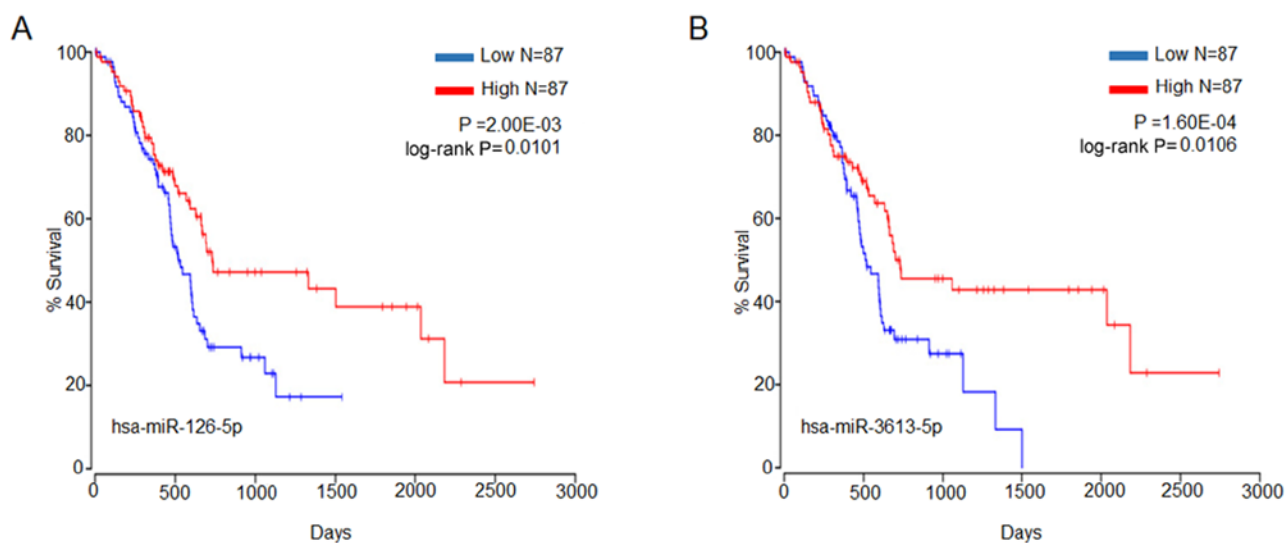 A
Low N=87
High N=87
P =2.00E-03
log-rank P=0.0101
% Survival
100
80
60
40
20
0
hsa-miR-126-5p
0 500 1000 1500 2000 2500 3000
Days
B
Low N=87
High N=87
P =1.60E-04
log-rank P=0.0106
% Survival
100
80
60
40
20
0
hsa-miR-3613-5p
0 500 1000 1500 2000 2500 3000
Days